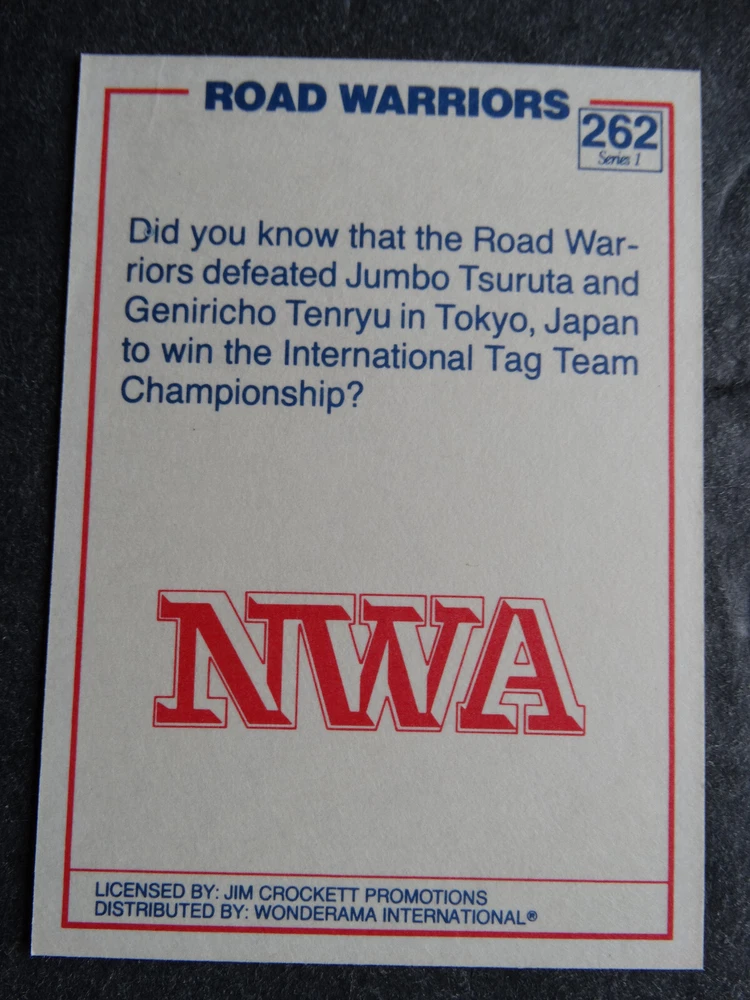 ROAD WARRIORS
262
Series 1
Did you know that the Road War-
riors defeated Jumbo Tsuruta and
Geniricho Tenryu in Tokyo, Japan
to win the International Tag Team
Championship?
NWA
LICENSED BY: JIM CROCKETT PROMOTIONS
DISTRIBUTED BY: WONDERAMA INTERNATIONAL®